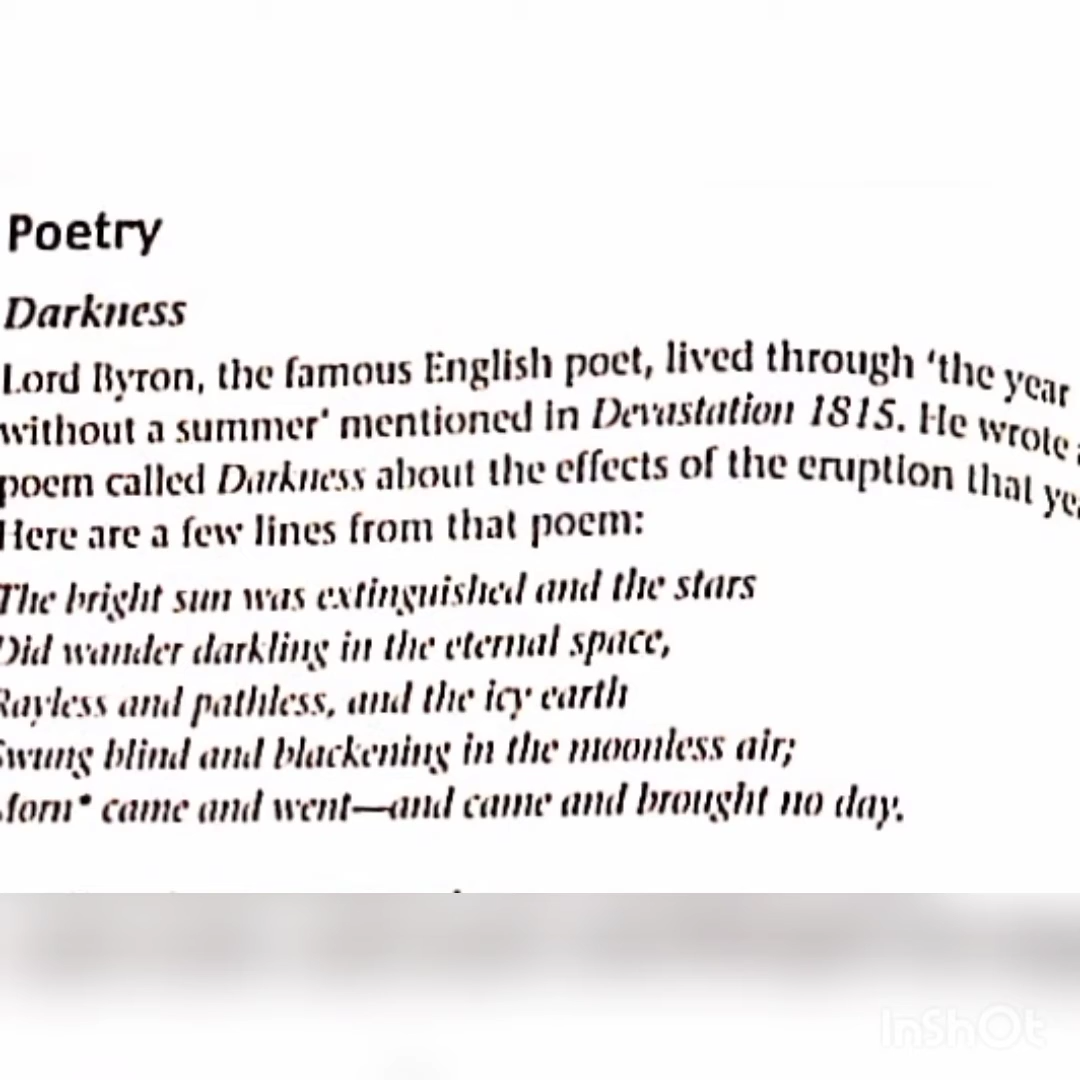 Poetry
Darkness
Lord Byron, the famous English poet, lived through ‘the year
without a summer’ mentioned in Devastation 1815. He wrote a
poem called Darkness about the effects of the eruption that yea
Here are a few lines from that poem:
The bright sun was extinguished and the stars
Did wander darkling in the eternal space,
Rayless and pathless, and the icy earth
Swung blind and blackening in the moonless air;
Morn* came and went—and came and brought no day.
InShOt